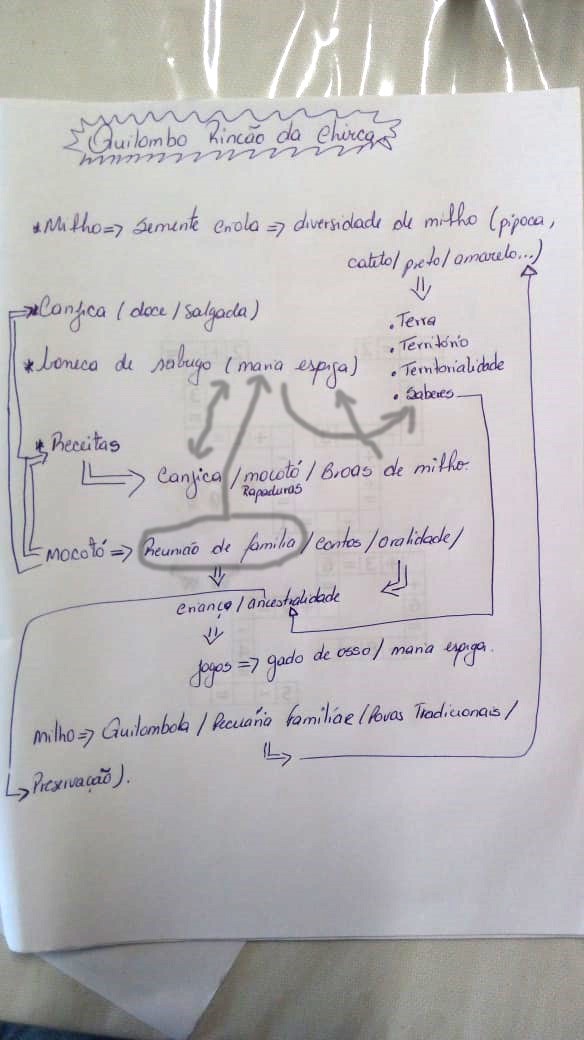 Quilombo Rincão da Chirca
*Milho => Semente criola => diversidade de milho (pipoca,
catito/preto/amarelo...)
*Canjica (doce/salgada)
. Terra
. Território
*boneca de sabugo (maria espiga)
. Territorialidade
. Saberes
*Receitas
Canjica / mocotó / Broas de milho.
Rapaduras
Mocotó => Reunião de família / contos / oralidade /
criança / ancestralidade
Jogos => gado de osso / maria espiga.
milho => Quilombola / Pecuária familiar / Povos Tradicionais /
Preservação).